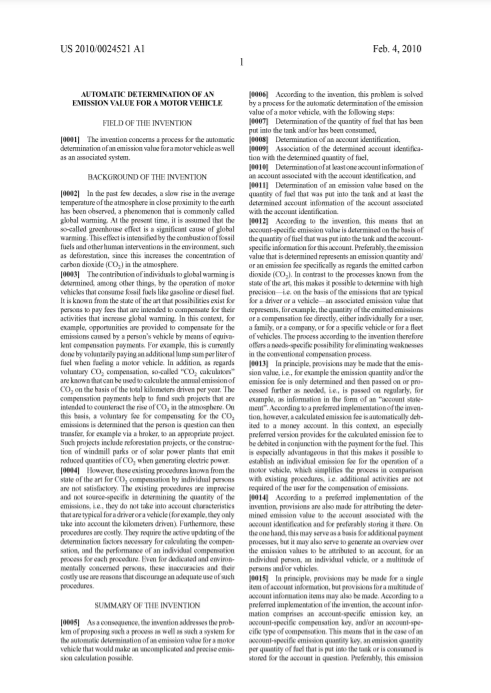 US 2010/0024521 A1
Feb. 4, 2010
1
AUTOMATIC DETERMINATION OF AN
EMISSION VALUE FOR A MOTOR VEHICLE
FIELD OF THE INVENTION
[0001] The invention concerns a process for the automatic
determination of an emission value for a motor vehicle as well
as an associated system.
BACKGROUND OF THE INVENTION
[0002] In the past few decades, a slow rise in the average
temperature of the atmosphere in close proximity to the earth
has been observed, a phenomenon that is commonly called
global warming. At the present time, it is assumed that the
so-called greenhouse effect is a significant cause of global
warming. This effect is intensified by the combustion of fossil
fuels and other human interventions in the environment, such
as deforestation, since this increases the concentration of
carbon dioxide (CO2) in the atmosphere.
[0003] The contribution of individuals to global warming is
determined, among other things, by the operation of motor
vehicles that consume fossil fuels like gasoline or diesel fuel.
It is known from the state of the art that possibilities exist for
persons to pay fees that are intended to compensate for their
activities that increase global warming. In this context, for
example, opportunities are provided to compensate for the
emissions caused by a person's vehicle by means of equiva-
lent compensation payments. For example, this is currently
done by voluntarily paying an additional lump sum per liter of
fuel when fueling a motor vehicle. In addition, as regards
voluntary CO2 compensation, so-called "CO2 calculators"
are known that can be used to calculate the annual emission of
CO2 on the basis of the total kilometers driven per year. The
compensation payments help to fund such projects that are
intended to counteract the rise of CO2 in the atmosphere. On
this basis, a voluntary fee for compensating for the CO2
emissions is determined that the person is question can then
transfer, for example via a broker, to an appropriate project.
Such projects include reforestation projects, or the construc-
tion of windmill parks or of solar power plants that emit
reduced quantities of CO2 when generating electric power.
[0004] However, these existing procedures known from the
state of the art for CO2 compensation by individual persons
are not satisfactory. The existing procedures are imprecise
and not source-specific in determining the quantity of the
emissions, i.e., they do not take into account characteristics
that are typical for a driver or a vehicle (for example, they only
take into account the kilometers driven). Furthermore, these
procedures are costly. They require the active updating of the
determination factors necessary for calculating the compen-
sation, and the performance of an individual compensation
process for each procedure. Even for dedicated and environ-
mentally concerned persons, these inaccuracies and their
costly use are reasons that discourage an adequate use of such
procedures.
SUMMARY OF THE INVENTION
[0005] As a consequence, the invention addresses the prob-
lem of proposing such a process as well as such a system for
the automatic determination of an emission value for a motor
vehicle that would make an uncomplicated and precise emis-
sion calculation possible.
[0006] According to the invention, this problem is solved
by a process for the automatic determination of the emission
value of a motor vehicle, with the following steps:
[0007] Determination of the quantity of fuel that has been
put into the tank and/or has been consumed,
[0008] Determination of an account identification,
[0009] Association of the determined account identifica-
tion with the determined quantity of fuel,
[0010] Determination of at least one account information of
an account associated with the account identification, and
[0011] Determination of an emission value based on the
quantity of fuel that was put into the tank and at least the
determined account information of the account associated
with the account identification.
[0012] According to the invention, this means that an
account-specific emission value is determined on the basis of
the quantity of fuel that was put into the tank and the account-
specific information for this account. Preferably, the emission
value that is determined represents an emission quantity and/
or an emission fee specifically as regards the emitted carbon
dioxide (CO2). In contrast to the processes known from the
state of the art, this makes it possible to determine with high
precision—i.e. on the basis of the emissions that are typical
for a driver or a vehicle—an associated emission value that
represents, for example, the quantity of the emitted emissions
or a compensation fee directly, either individually for a user,
a family, or a company, or for a specific vehicle or for a fleet
of vehicles. The process according to the invention therefore
offers a needs-specific possibility for eliminating weaknesses
in the conventional compensation process.
[0013] In principle, provisions may be made that the emis-
sion value, i.e., for example the emission quantity and/or the
emission fee is only determined and then passed on or pro-
cessed further as needed, i.e., is passed on regularly, for
example, as information in the form of an "account state-
ment". According to a preferred implementation of the inven-
tion, however, a calculated emission fee is automatically deb-
ited to a money account. In this context, an especially
preferred version provides for the calculated emission fee to
be debited in conjunction with the payment for the fuel. This
is especially advantageous in that this makes it possible to
establish an individual emission fee for the operation of a
motor vehicle, which simplifies the process in comparison
with existing procedures, i.e. additional activities are not
required of the user for the compensation of emissions.
[0014] According to a preferred implementation of the
invention, provisions are also made for attributing the deter-
mined emission value to the account associated with the
account identification and for preferably storing it there. On
the one hand, this may serve as a basis for additional payment
processes, but it may also serve to generate an overview over
the emission values to be attributed to an account, for an
individual person, an individual vehicle, or a multitude of
persons and/or vehicles.
[0015] In principle, provisions may be made for a single
item of account information, but provisions for a multitude of
account information items may also be made. According to a
preferred implementation of the invention, the account infor-
mation comprises an account-specific emission key, an
account-specific compensation key, and/or an account-spe-
cific type of compensation. This means that in the case of an
account-specific emission quantity key, an emission quantity
per quantity of fuel that is put into the tank or is consumed is
stored for the account in question. Preferably, this emission